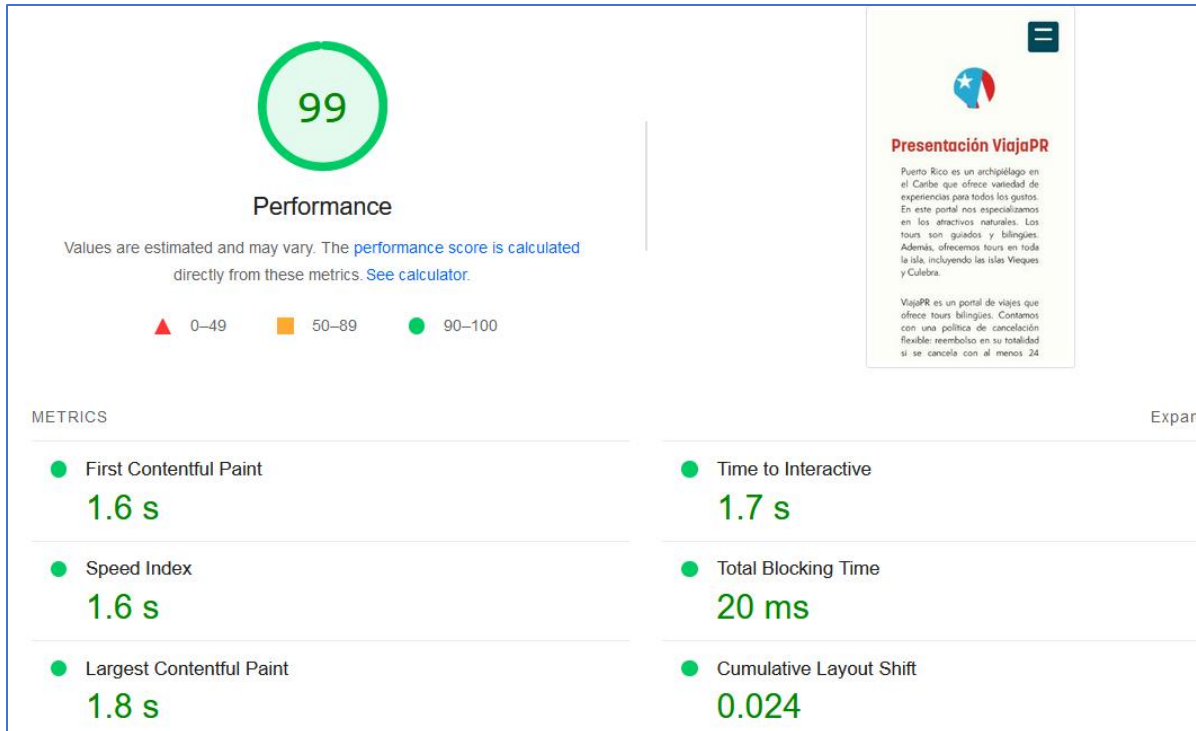 99
Performance
Values are estimated and may vary. The performance score is calculated
directly from these metrics. See calculator.
0–49
50–89
90–100
Presentación ViajaPR
Puerto Rico es un archipiélago en
el Caribe que ofrece variedad de
experiencias para todos los gustos.
En este portal nos especializamos
en los atractivos naturales. Los
tours son guiados y bilingües.
Además, ofrecemos tours en toda
la isla, incluyendo las islas Vieques
y Culebra.
ViajaPR es un portal de viajes que
ofrece tours bilingües. Contamos
con una política de cancelación
flexible: reembolso en su totalidad
si se cancela con al menos 24
METRICS
Expan
First Contentful Paint
1.6 s
Time to Interactive
1.7 s
Speed Index
1.6 s
Total Blocking Time
20 ms
Largest Contentful Paint
1.8 s
Cumulative Layout Shift
0.024